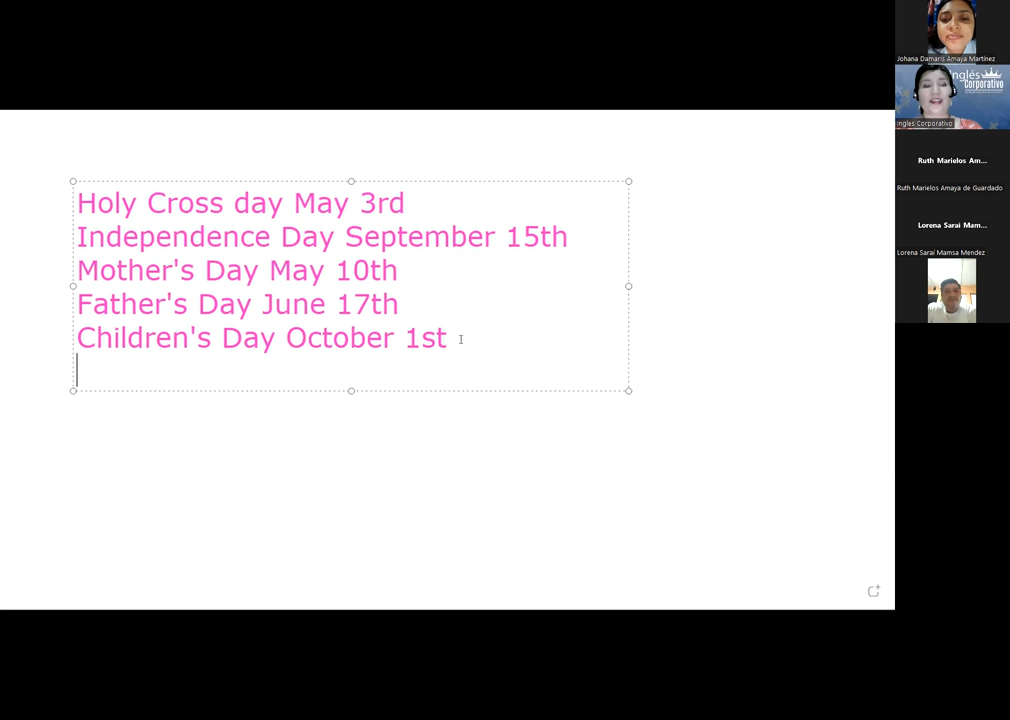 Holy Cross day May 3rd
Independence Day September 15th
Mother's Day May 10th
Father's Day June 17th
Children's Day October 1st
Johana Damaris Amaya Martínez
Inglés
Corporativo
Ingles Corporativo
Ruth Marielos Am...
Ruth Marielos Amaya de Guardado
Lorena Sarai Mam...
Lorena Saraí Mamsa Mendez